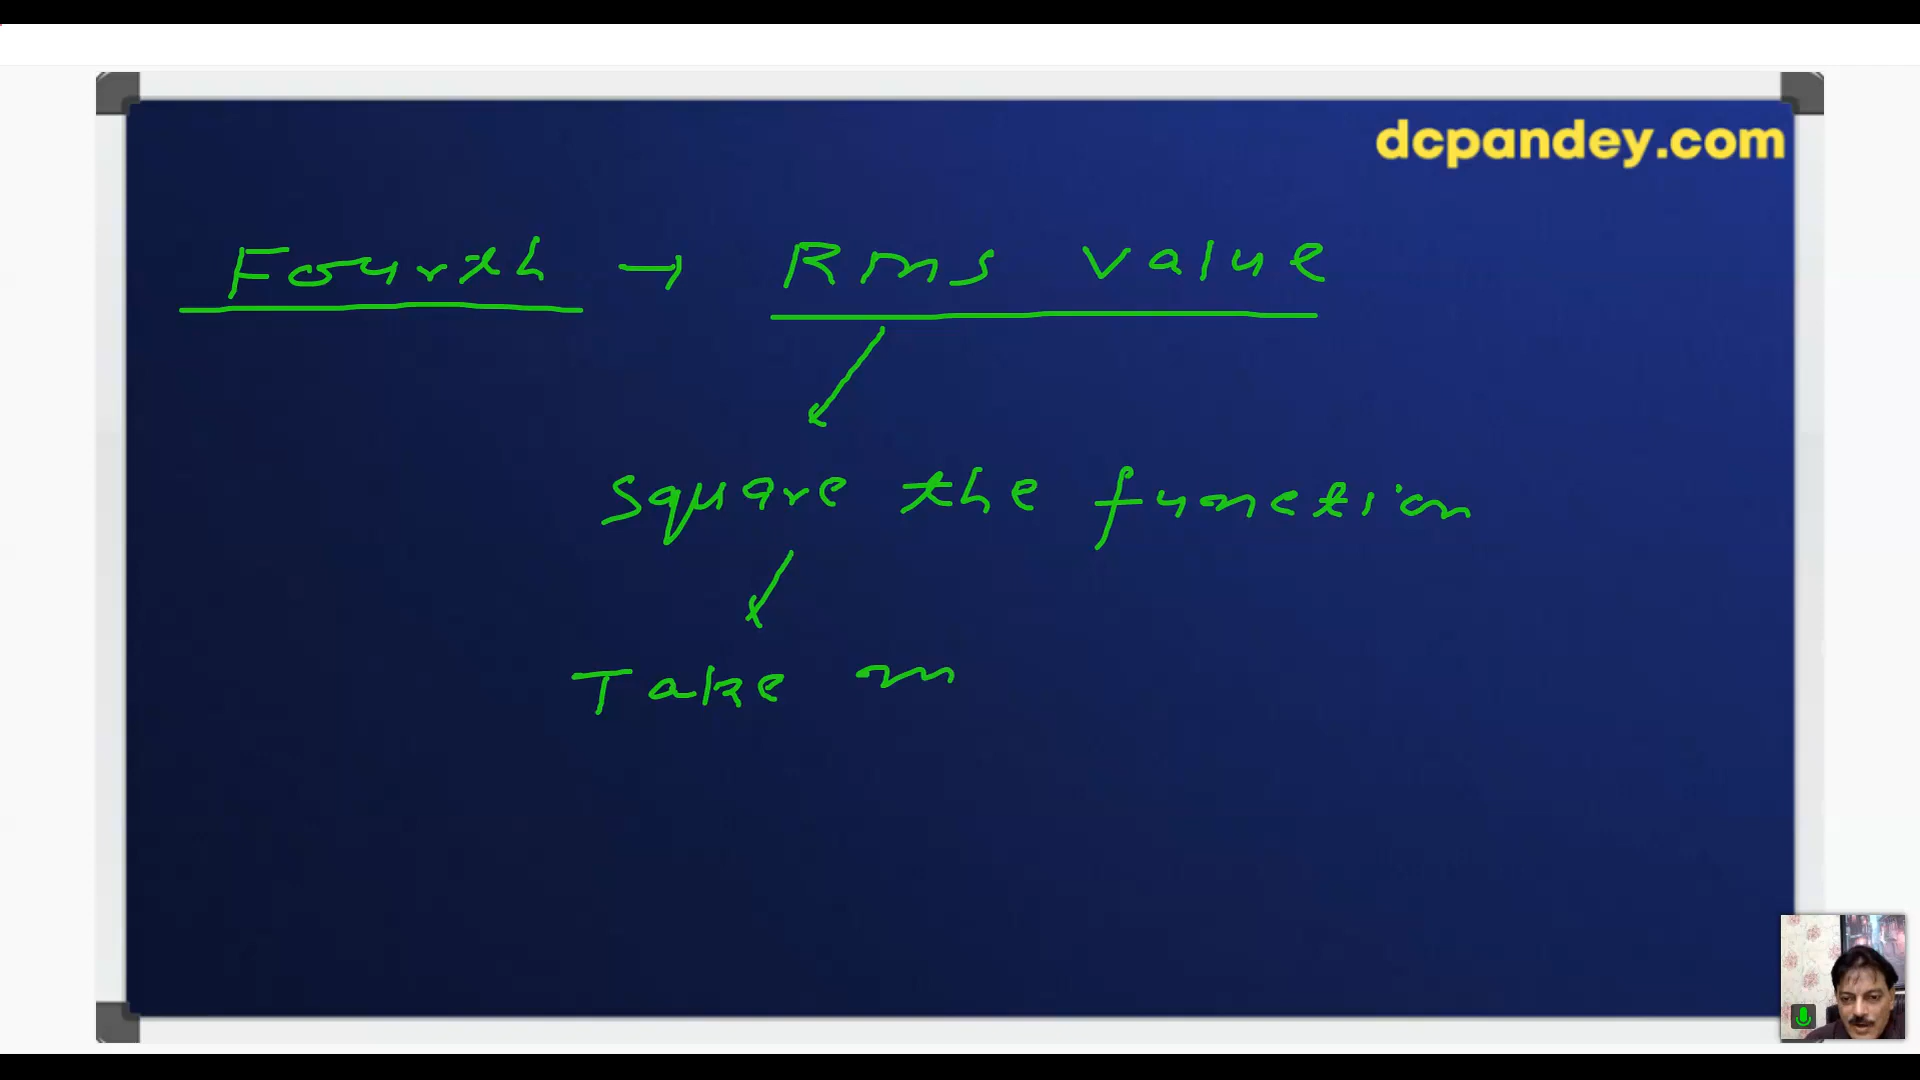 dcpandey.com
Fourth → Rms value
square the function
Take m